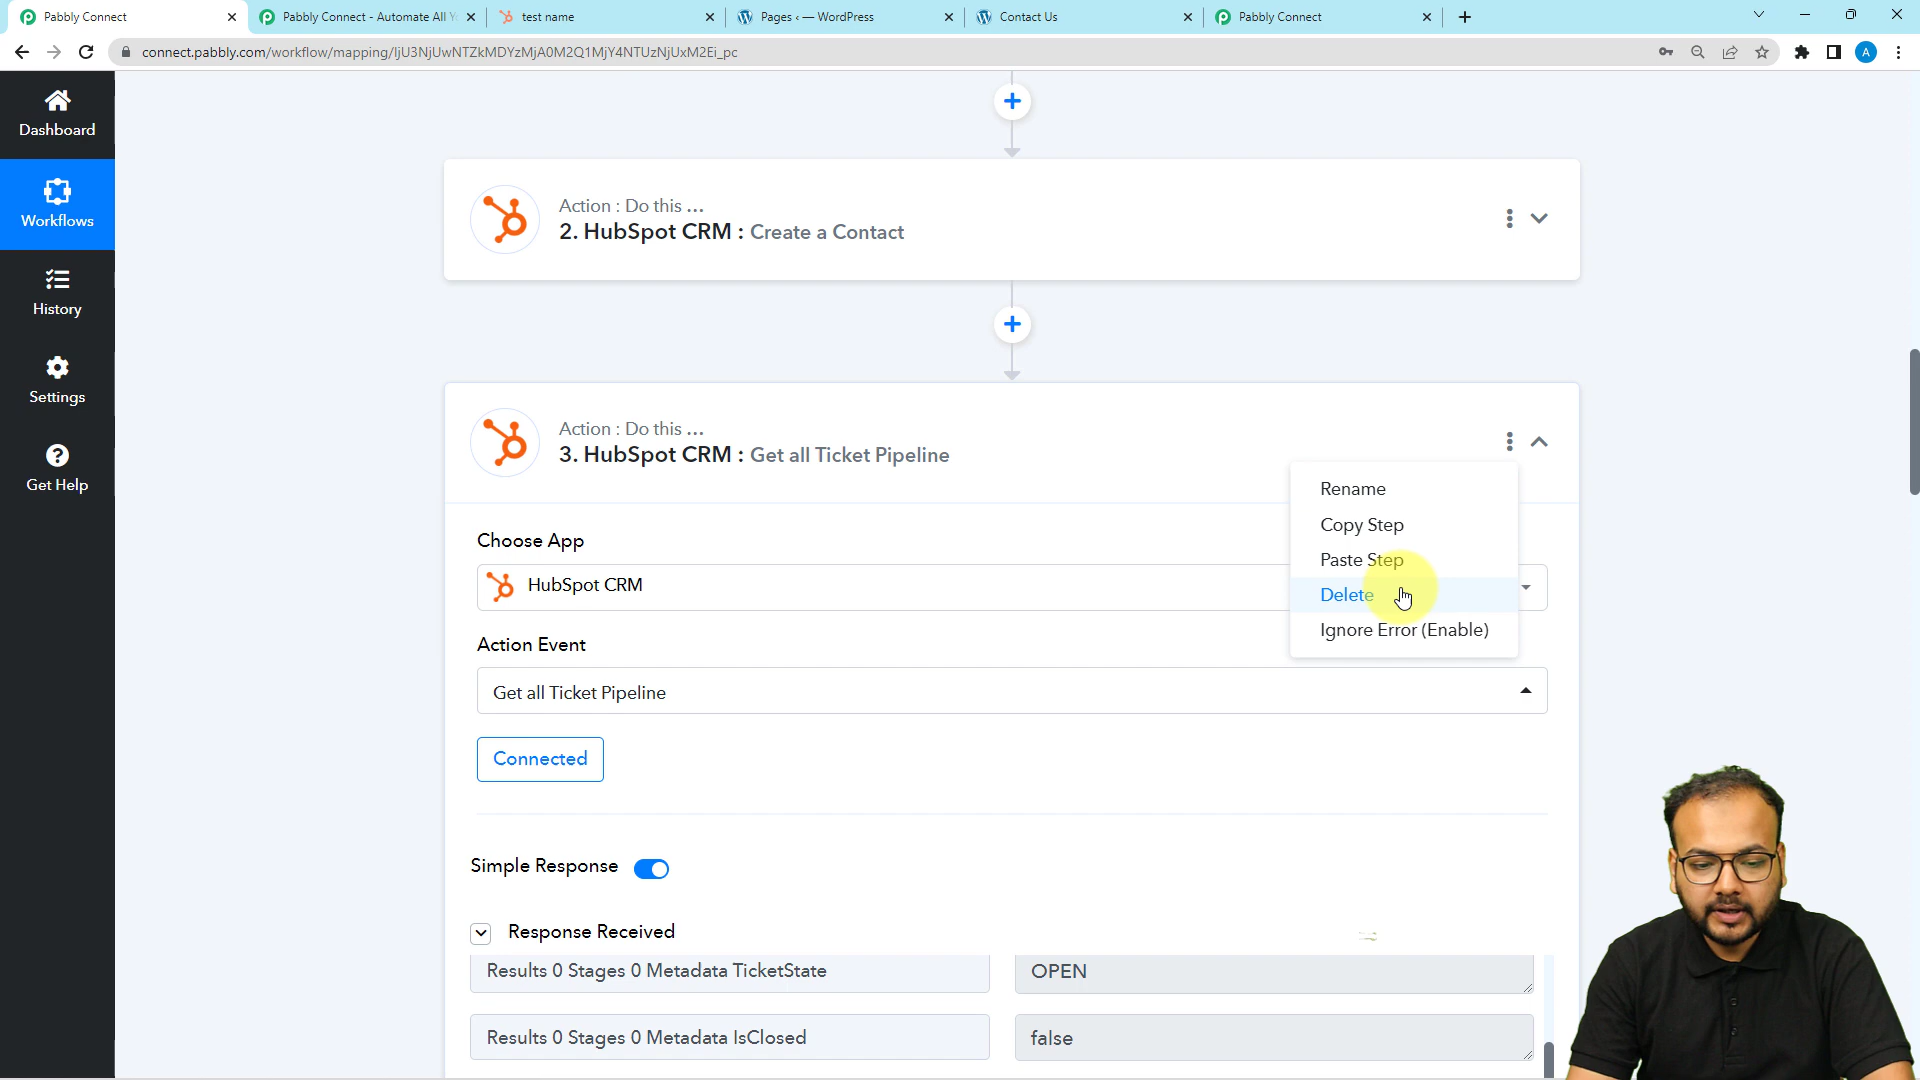 Pabbly Connect
Pabbly Connect - Automate All Y
test name
Pages ‹ — WordPress
Contact Us
Pabbly Connect
connect.pabbly.com/workflow/mapping/IjU3NjUwNTZkMDYzMjA0M2Q1MjY4NTUzNjUxM2Ei_pc
A
Dashboard
Workflows
History
Settings
Get Help
Action : Do this ...
2. HubSpot CRM : Create a Contact
Action : Do this ...
3. HubSpot CRM : Get all Ticket Pipeline
Rename
Copy Step
Paste Step
Delete
Ignore Error (Enable)
Choose App
HubSpot CRM
Action Event
Get all Ticket Pipeline
Connected
Simple Response
Response Received
Results 0 Stages 0 Metadata TicketState
OPEN
Results 0 Stages 0 Metadata IsClosed
false